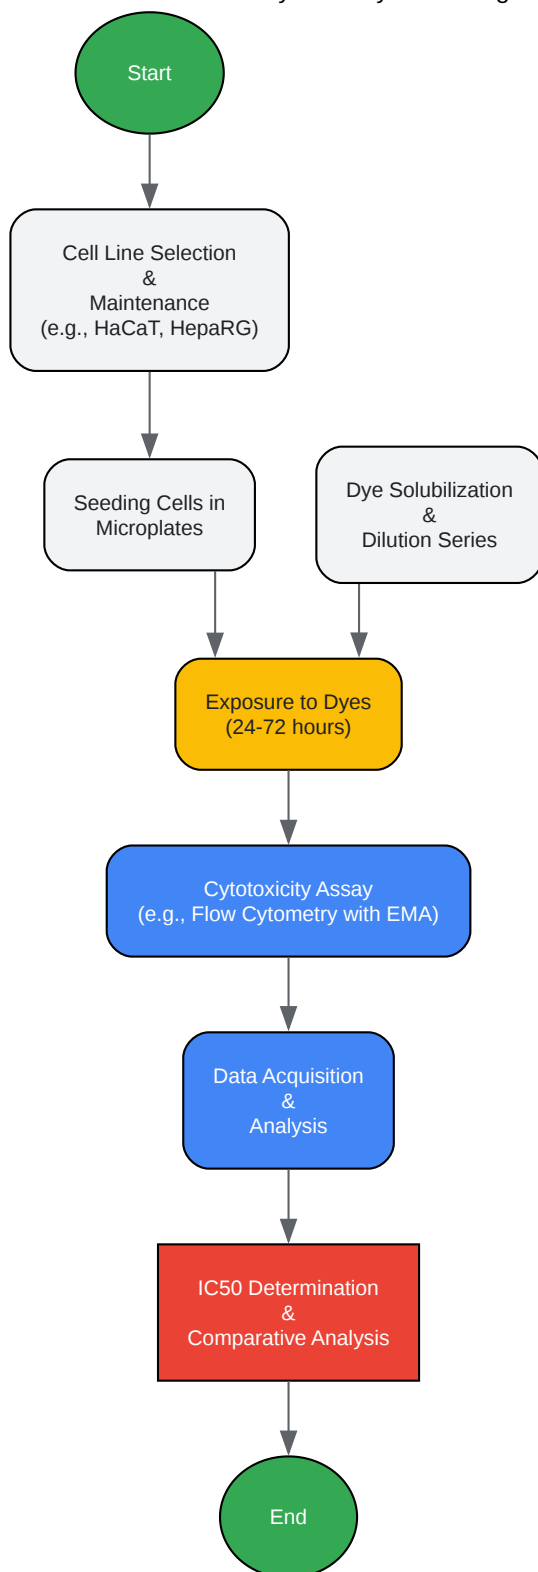 Start
Cell Line Selection
&
Maintenance
(e.g., HaCaT, HepaRG)
Seeding Cells in
Microplates
Dye Solubilization
&
Dilution Series
Exposure to Dyes
(24-72 hours)
Cytotoxicity Assay
(e.g., Flow Cytometry with EMA)
Data Acquisition
&
Analysis
IC50 Determination
&
Comparative Analysis
End